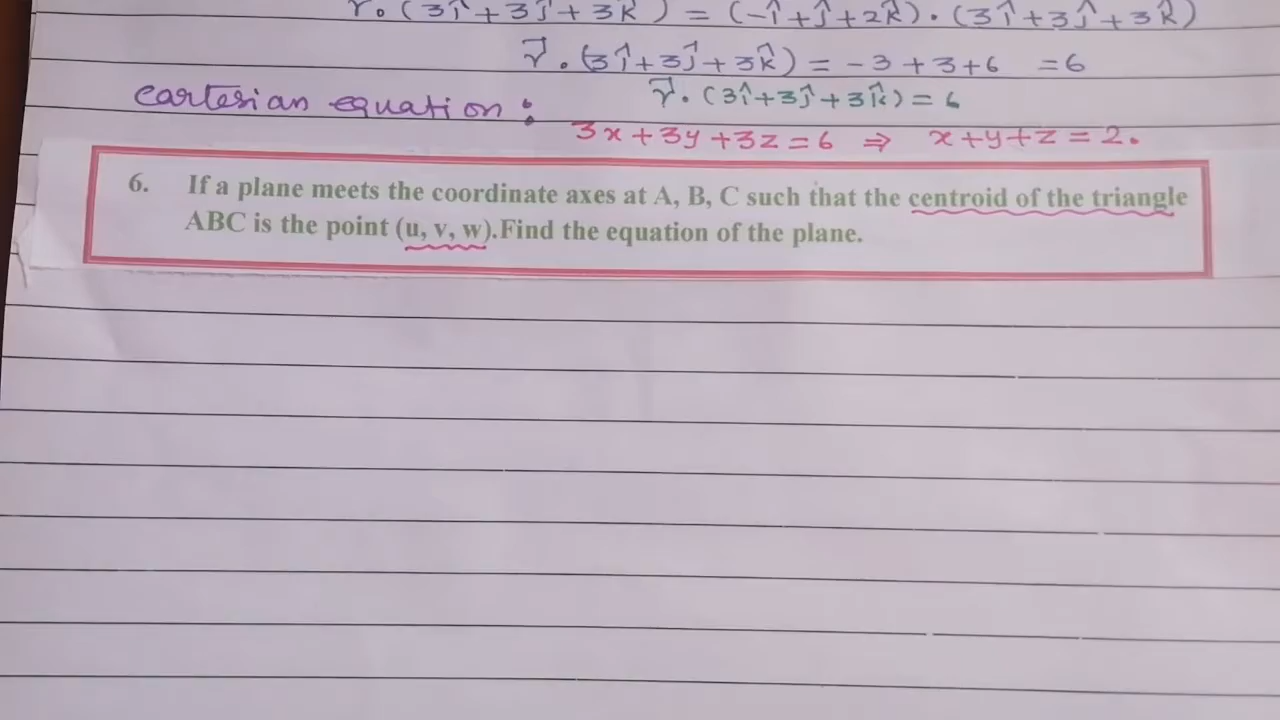 r⃗. (3î + 3ĵ + 3k̂) = (-î + ĵ + 2k̂). (3î + 3ĵ + 3k̂)
r⃗. (3î + 3ĵ + 3k̂) = -3 + 3 + 6 = 6
cartesian equation : r⃗. (3î + 3ĵ + 3k̂) = 6
3x + 3y + 3z = 6 ⇒ x + y + z = 2.
6. If a plane meets the coordinate axes at A, B, C such that the centroid of the triangle
ABC is the point (u, v, w).Find the equation of the plane.